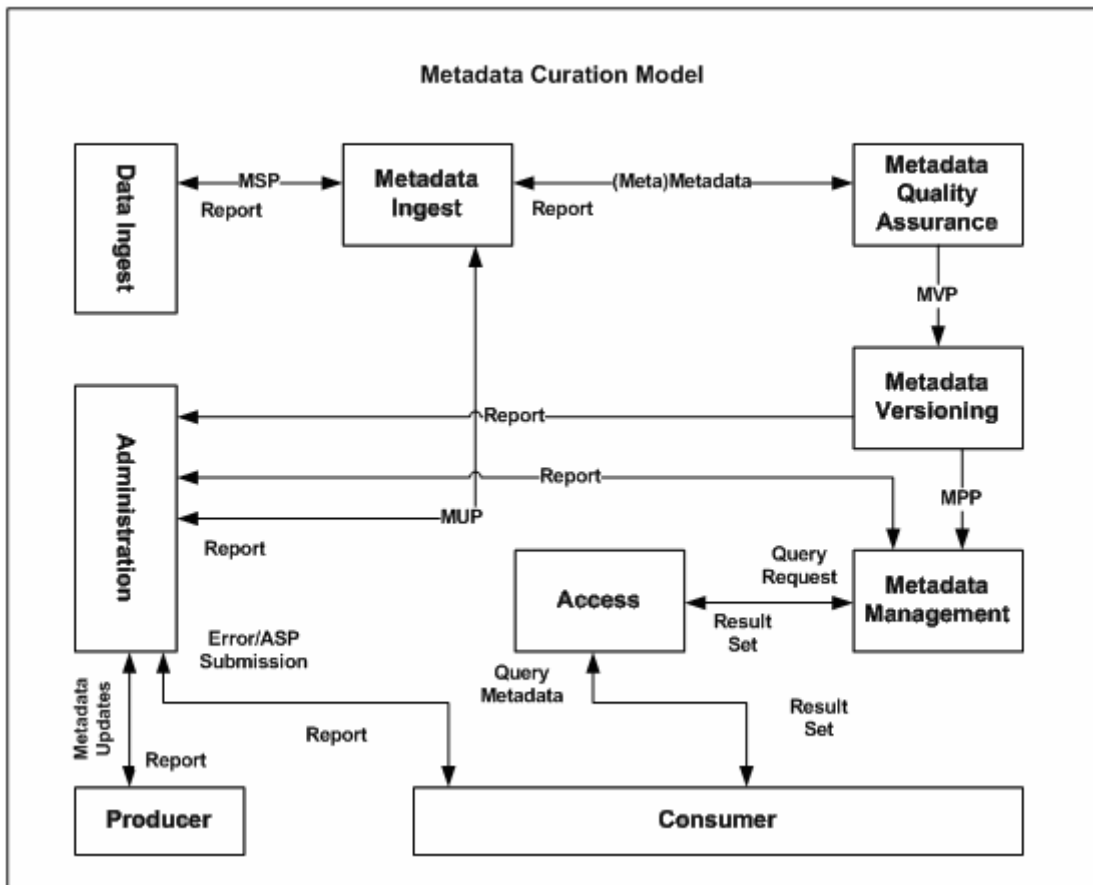 Metadata Curation Model
Data Ingest
MSP
Report
Metadata
Ingest
(Meta)Metadata
Report
Metadata
Quality
Assurance
MVP
Metadata
Versioning
Report
Administration
Report
MPP
MUP
Report
Access
Query
Request
Result
Set
Metadata
Management
Error/ASP
Submission
Query
Metadata
Metadata
Updates
Report
Report
Result
Set
Producer
Consumer